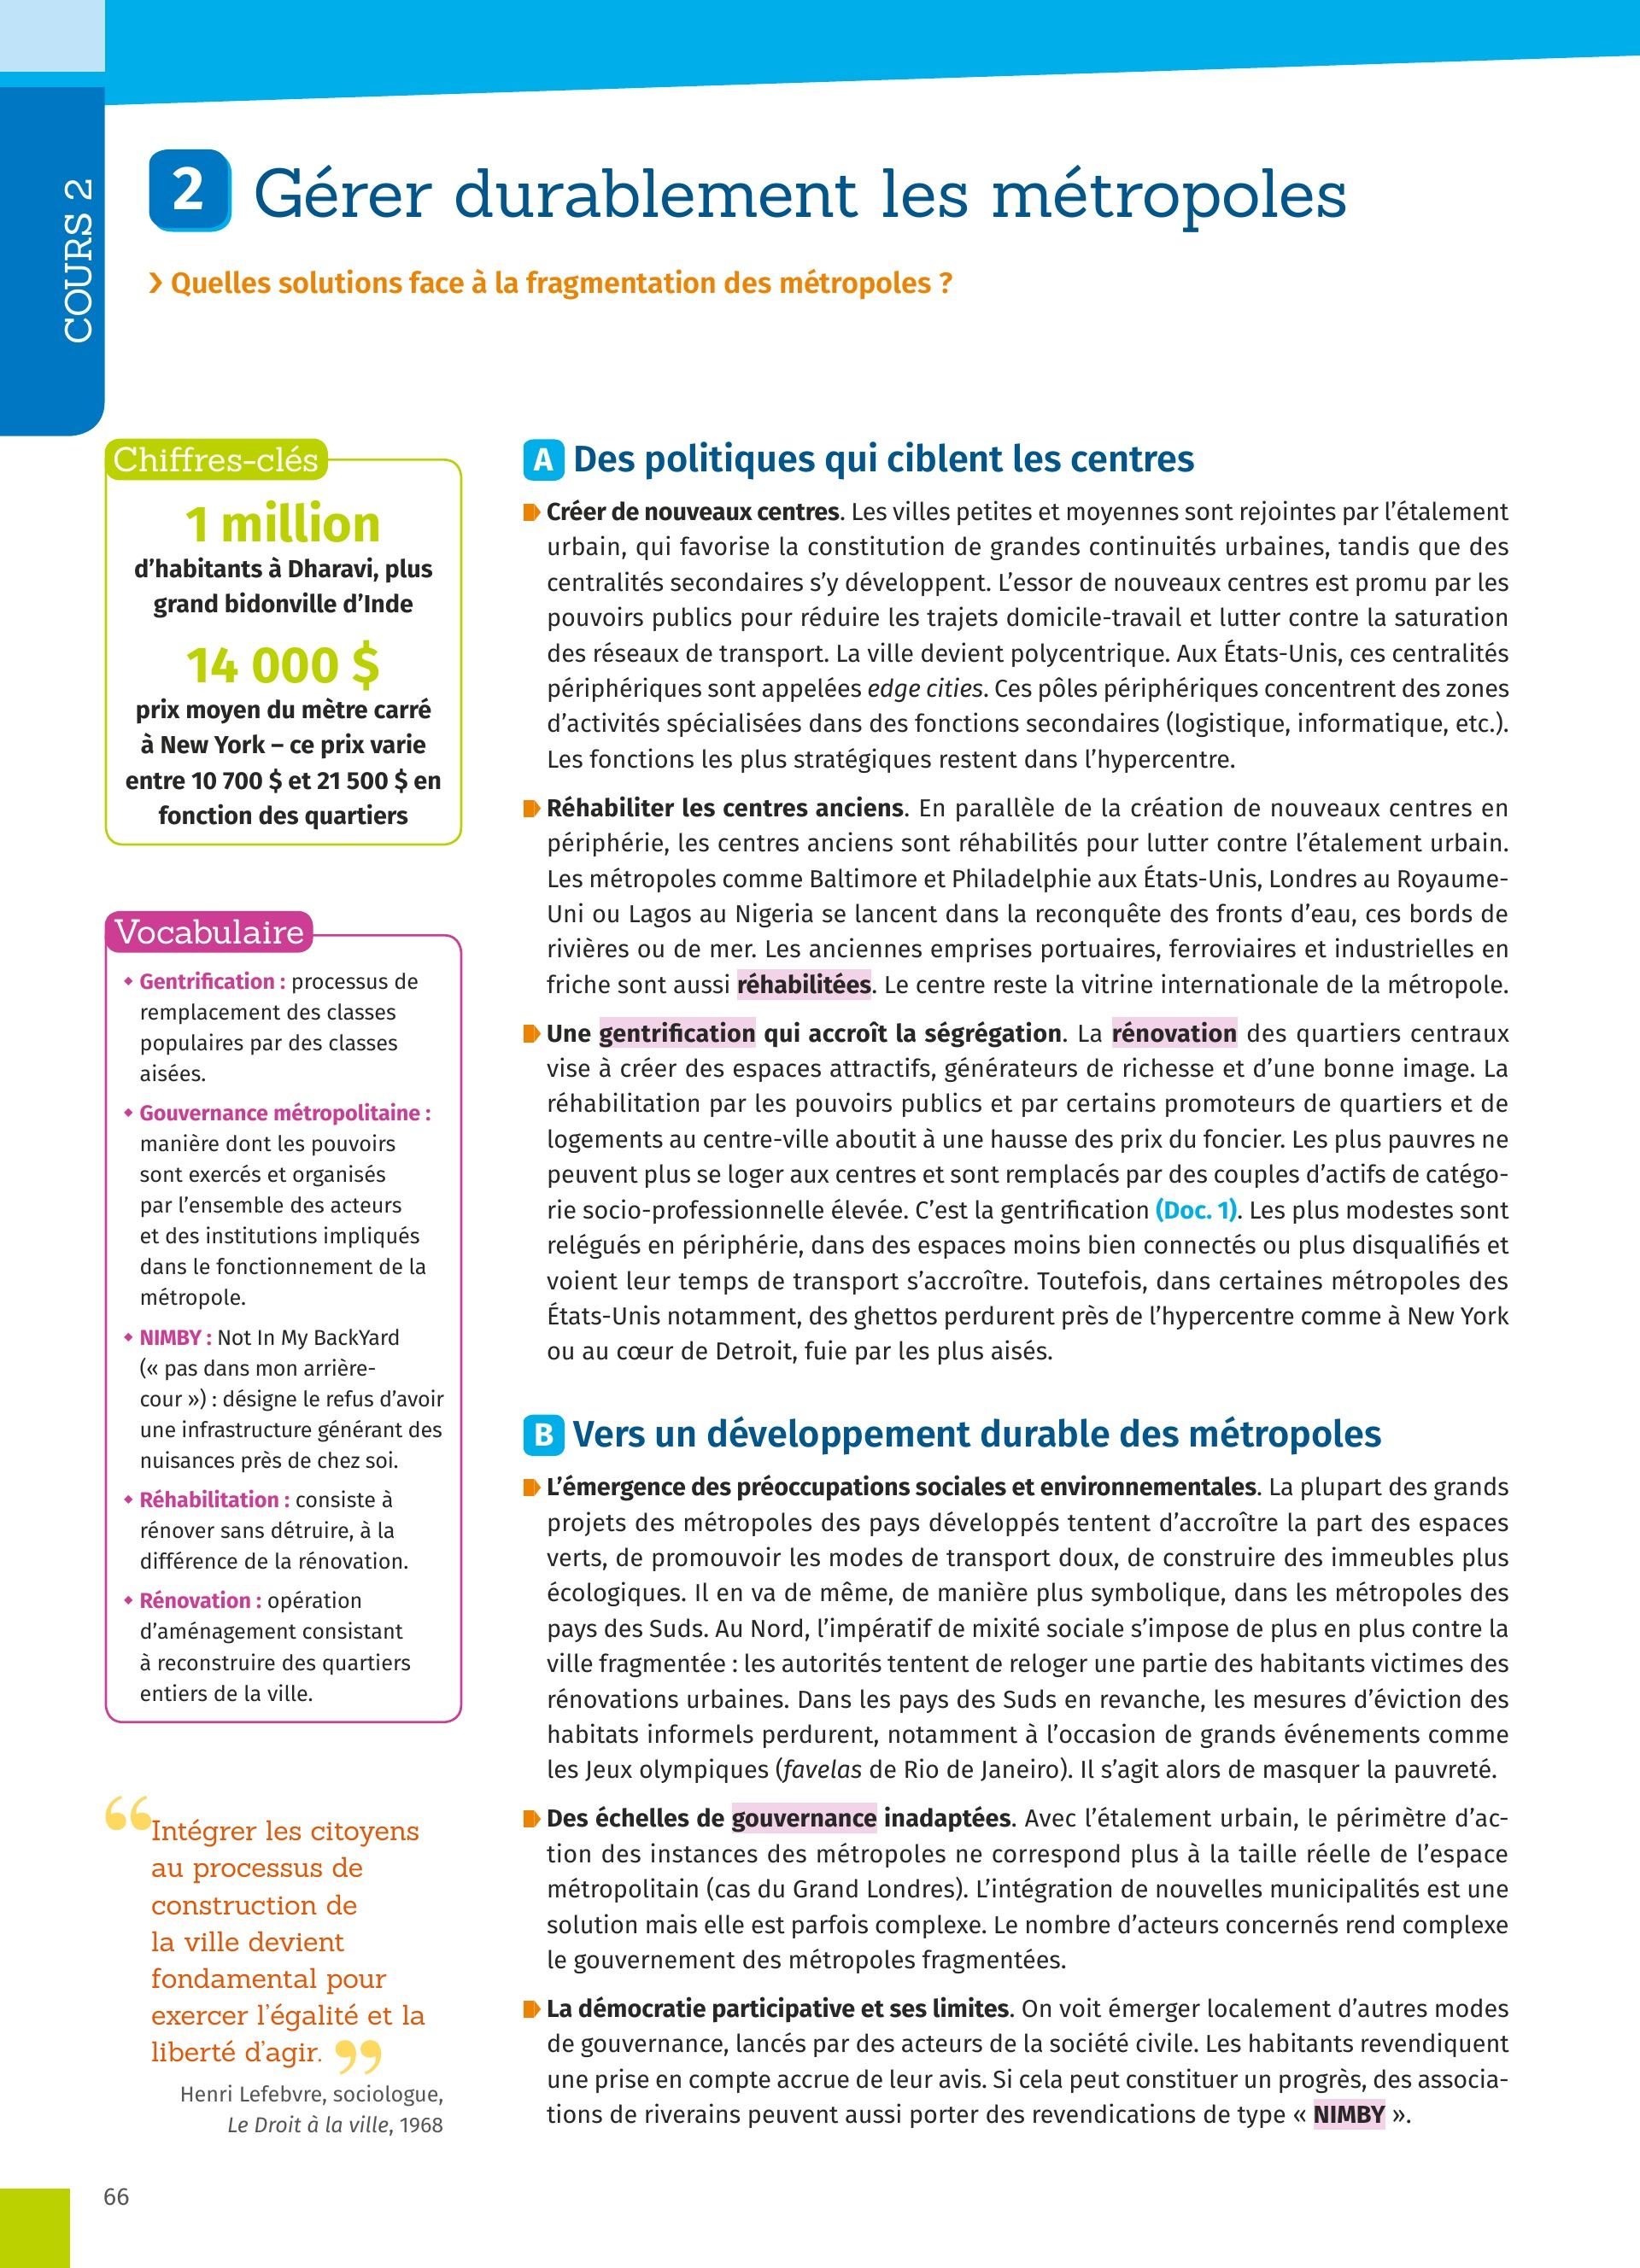 COURS 2
2 Gérer durablement les métropoles
› Quelles solutions face à la fragmentation des métropoles ?
Chiffres-clés
1 million
d’habitants à Dharavi, plus
grand bidonville d’Inde
14 000 $
prix moyen du mètre carré
à New York – ce prix varie
entre 10 700 $ et 21 500 $ en
fonction des quartiers
Vocabulaire
Gentrification : processus de
remplacement des classes
populaires par des classes
aisées.
Gouvernance métropolitaine :
manière dont les pouvoirs
sont exercés et organisés
par l’ensemble des acteurs
et des institutions impliqués
dans le fonctionnement de la
métropole.
NIMBY : Not In My BackYard
(« pas dans mon arrière-
cour ») : désigne le refus d’avoir
une infrastructure générant des
nuisances près de chez soi.
Réhabilitation : consiste à
rénover sans détruire, à la
différence de la rénovation.
Rénovation : opération
d’aménagement consistant
à reconstruire des quartiers
entiers de la ville.
“Intégrer les citoyens
au processus de
construction de
la ville devient
fondamental pour
exercer l’égalité et la
liberté d’agir. ”
Henri Lefebvre, sociologue,
Le Droit à la ville, 1968
A Des politiques qui ciblent les centres
Créer de nouveaux centres. Les villes petites et moyennes sont rejointes par l’étalement
urbain, qui favorise la constitution de grandes continuités urbaines, tandis que des
centralités secondaires s’y développent. L’essor de nouveaux centres est promu par les
pouvoirs publics pour réduire les trajets domicile-travail et lutter contre la saturation
des réseaux de transport. La ville devient polycentrique. Aux États-Unis, ces centralités
périphériques sont appelées edge cities. Ces pôles périphériques concentrent des zones
d’activités spécialisées dans des fonctions secondaires (logistique, informatique, etc.).
Les fonctions les plus stratégiques restent dans l’hypercentre.
Réhabiliter les centres anciens. En parallèle de la création de nouveaux centres en
périphérie, les centres anciens sont réhabilités pour lutter contre l’étalement urbain.
Les métropoles comme Baltimore et Philadelphie aux États-Unis, Londres au Royaume-
Uni ou Lagos au Nigeria se lancent dans la reconquête des fronts d’eau, ces bords de
rivières ou de mer. Les anciennes emprises portuaires, ferroviaires et industrielles en
friche sont aussi réhabilitées. Le centre reste la vitrine internationale de la métropole.
Une gentrification qui accroît la ségrégation. La rénovation des quartiers centraux
vise à créer des espaces attractifs, générateurs de richesse et d’une bonne image. La
réhabilitation par les pouvoirs publics et par certains promoteurs de quartiers et de
logements au centre-ville aboutit à une hausse des prix du foncier. Les plus pauvres ne
peuvent plus se loger aux centres et sont remplacés par des couples d’actifs de catégo-
rie socio-professionnelle élevée. C’est la gentrification (Doc. 1). Les plus modestes sont
relégués en périphérie, dans des espaces moins bien connectés ou plus disqualifiés et
voient leur temps de transport s’accroître. Toutefois, dans certaines métropoles des
États-Unis notamment, des ghettos perdurent près de l’hypercentre comme à New York
ou au cœur de Detroit, fuie par les plus aisés.
B Vers un développement durable des métropoles
L’émergence des préoccupations sociales et environnementales. La plupart des grands
projets des métropoles des pays développés tentent d’accroître la part des espaces
verts, de promouvoir les modes de transport doux, de construire des immeubles plus
écologiques. Il en va de même, de manière plus symbolique, dans les métropoles des
pays des Suds. Au Nord, l’impératif de mixité sociale s’impose de plus en plus contre la
ville fragmentée : les autorités tentent de reloger une partie des habitants victimes des
rénovations urbaines. Dans les pays des Suds en revanche, les mesures d’éviction des
habitats informels perdurent, notamment à l’occasion de grands événements comme
les Jeux olympiques (favelas de Rio de Janeiro). Il s’agit alors de masquer la pauvreté.
Des échelles de gouvernance inadaptées. Avec l’étalement urbain, le périmètre d’ac-
tion des instances des métropoles ne correspond plus à la taille réelle de l’espace
métropolitain (cas du Grand Londres). L’intégration de nouvelles municipalités est une
solution mais elle est parfois complexe. Le nombre d’acteurs concernés rend complexe
le gouvernement des métropoles fragmentées.
La démocratie participative et ses limites. On voit émerger localement d’autres modes
de gouvernance, lancés par des acteurs de la société civile. Les habitants revendiquent
une prise en compte accrue de leur avis. Si cela peut constituer un progrès, des associa-
tions de riverains peuvent aussi porter des revendications de type « NIMBY ».
66